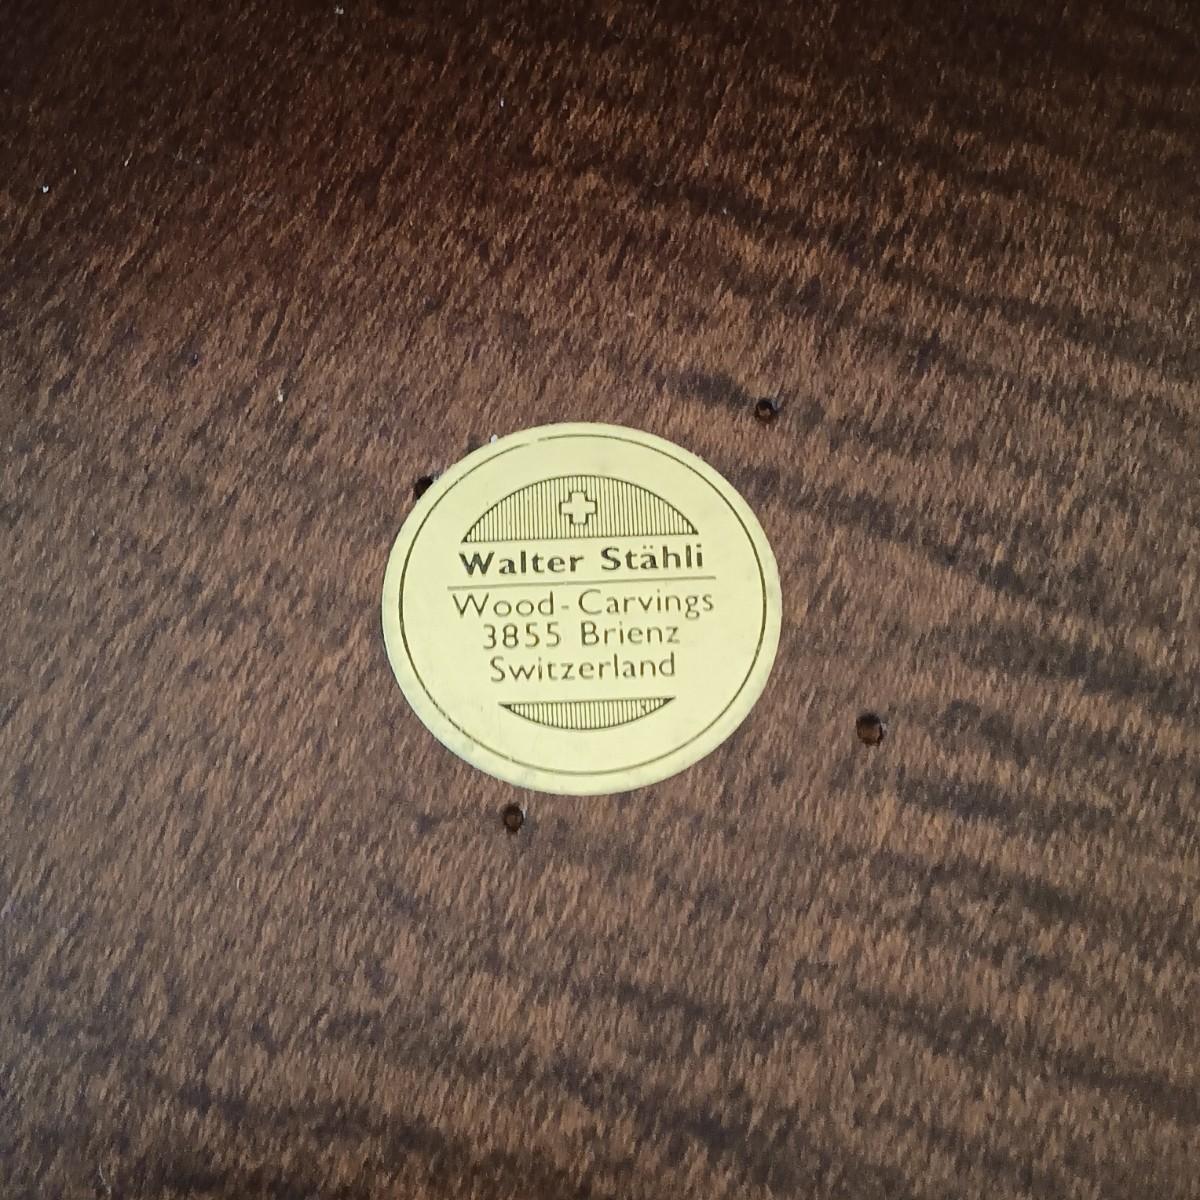 Walter Stähli
Wood-Carvings
3855 Brienz
Switzerland